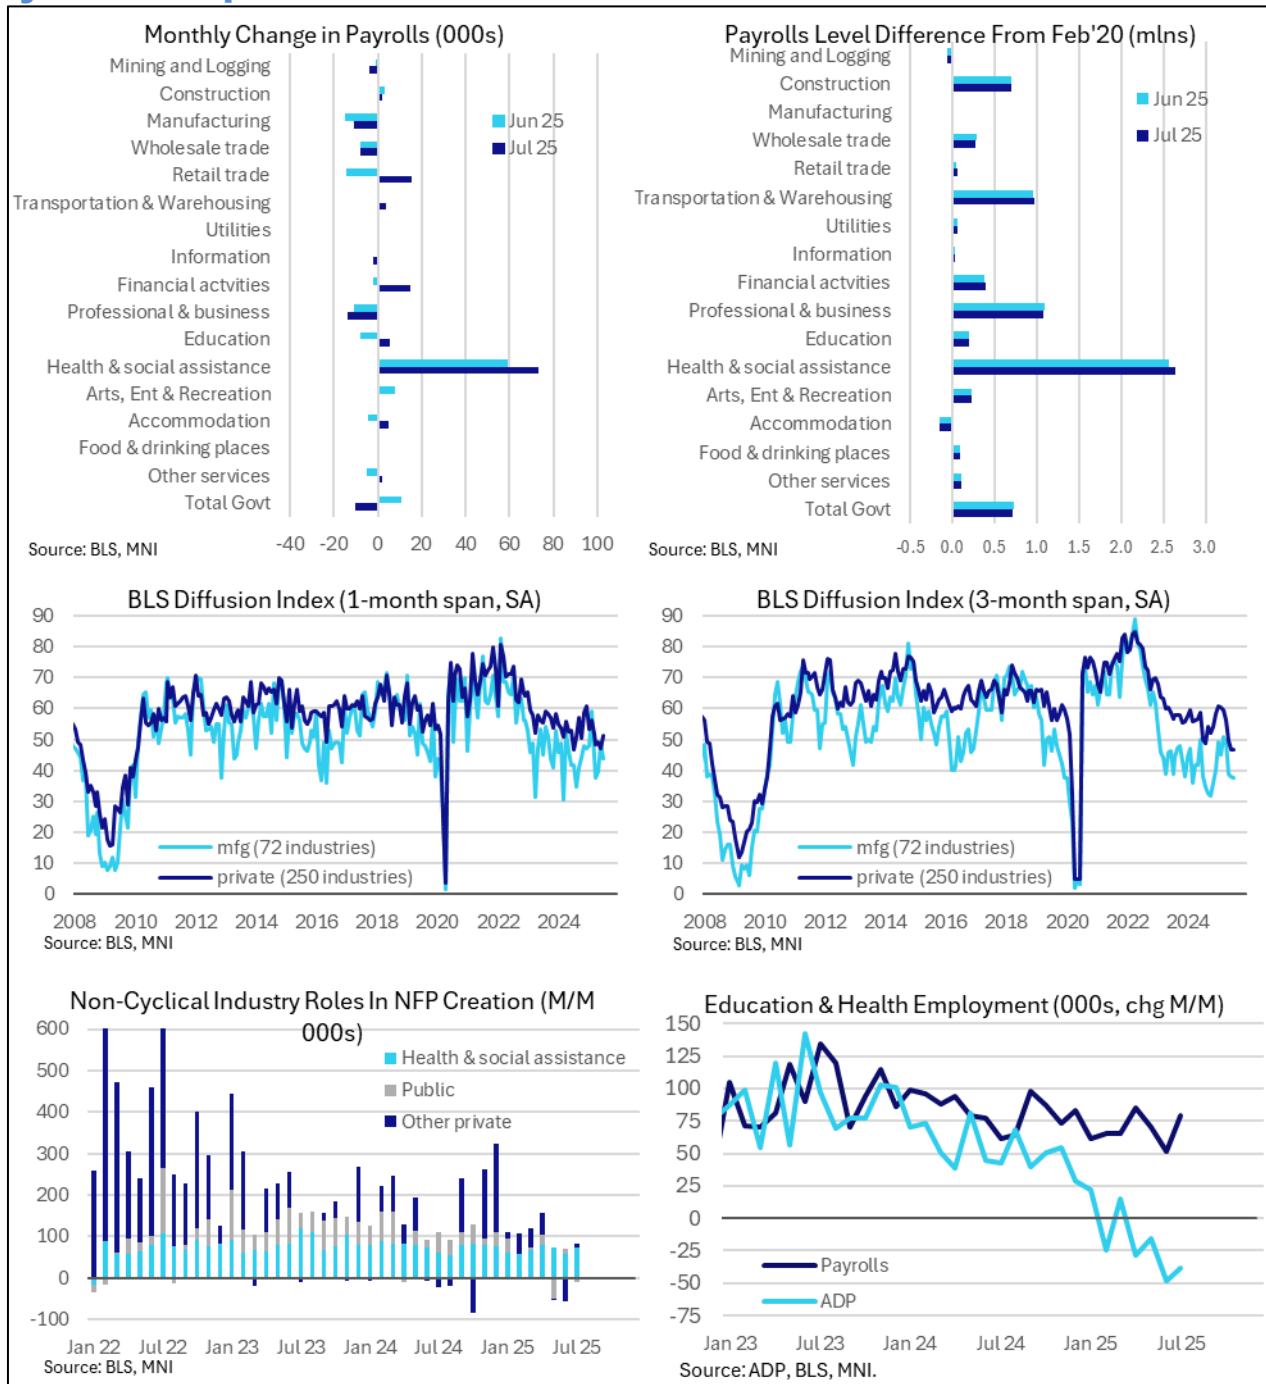 Monthly Change in Payrolls (000s)
Mining and Logging
Construction
Manufacturing
Wholesale trade
Retail trade
Transportation & Warehousing
Utilities
Information
Financial actvities
Professional & business
Education
Health & social assistance
Arts, Ent & Recreation
Accommodation
Food & drinking places
Other services
Total Govt
Jun 25
Jul 25
-40 -20 0 20 40 60 80 100
Source: BLS, MNI
Payrolls Level Difference From Feb'20 (mlns)
Mining and Logging
Construction
Manufacturing
Wholesale trade
Retail trade
Transportation & Warehousing
Utilities
Information
Financial actvities
Professional & business
Education
Health & social assistance
Arts, Ent & Recreation
Accommodation
Food & drinking places
Other services
Total Govt
Jun 25
Jul 25
-0.5 0.0 0.5 1.0 1.5 2.0 2.5 3.0
Source: BLS, MNI
BLS Diffusion Index (1-month span, SA)
90
80
70
60
50
40
30
20
10
0
mfg (72 industries)
private (250 industries)
2008 2010 2012 2014 2016 2018 2020 2022 2024
Source: BLS, MNI
BLS Diffusion Index (3-month span, SA)
90
80
70
60
50
40
30
20
10
0
mfg (72 industries)
private (250 industries)
2008 2010 2012 2014 2016 2018 2020 2022 2024
Source: BLS, MNI
Non-Cyclical Industry Roles In NFP Creation (M/M
000s)
600
500
400
300
200
100
0
-100
Health & social assistance
Public
Other private
Jan 22 Jul 22 Jan 23 Jul 23 Jan 24 Jul 24 Jan 25 Jul 25
Source: BLS, MNI
Education & Health Employment (000s, chg M/M)
150
125
100
75
50
25
0
-25
-50
-75
Payrolls
ADP
Jan 23 Jul 23 Jan 24 Jul 24 Jan 25 Jul 25
Source: ADP, BLS, MNI.